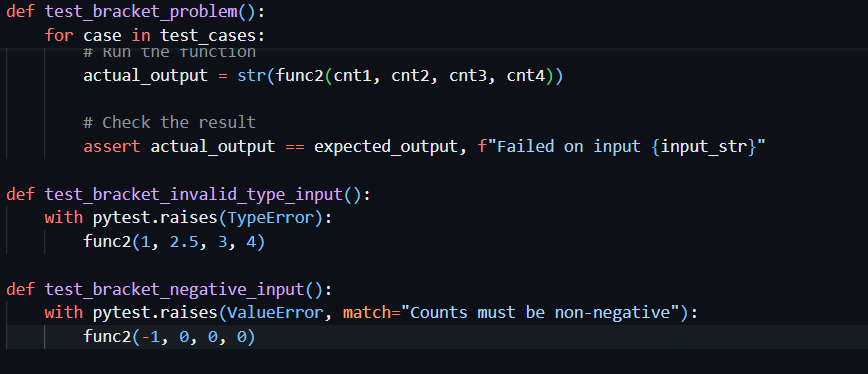 def test_bracket_problem():
    for case in test_cases:
        # Run the function
        actual_output = str(func2(cnt1, cnt2, cnt3, cnt4))
        # Check the result
        assert actual_output == expected_output, f"Failed on input {input_str}"
def test_bracket_invalid_type_input():
    with pytest.raises(TypeError):
        func2(1, 2.5, 3, 4)
def test_bracket_negative_input():
    with pytest.raises(ValueError, match="Counts must be non-negative"):
        func2(-1, 0, 0, 0)